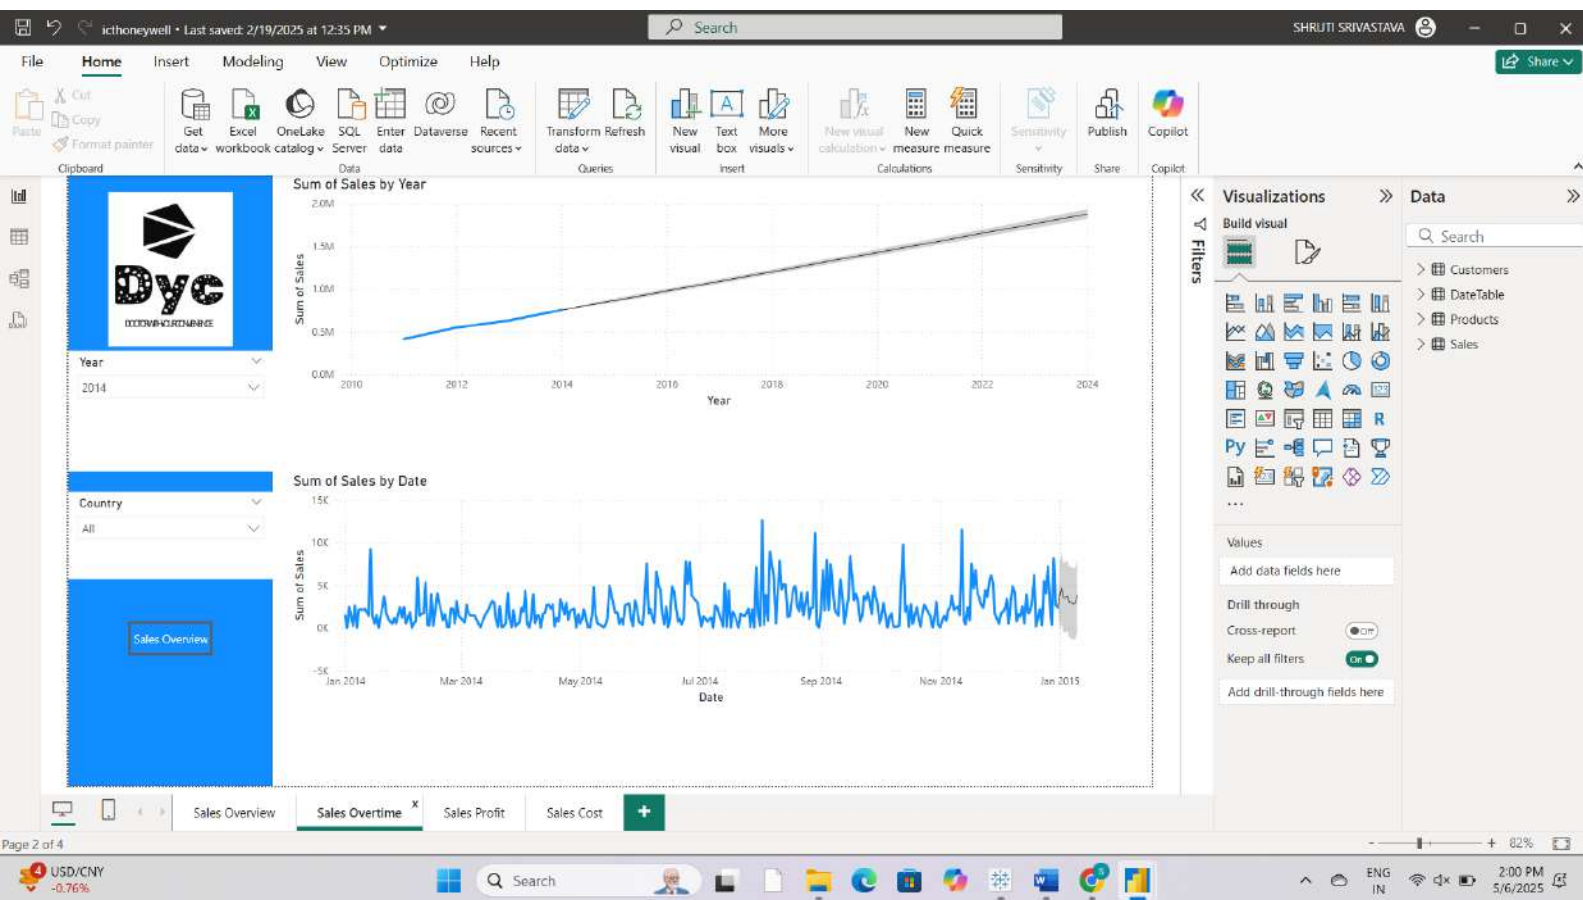 icthoneywell • Last saved: 2/19/2025 at 12:35 PM
Search
SHRUTI SRIVASTAVA
File Home Insert Modeling View Optimize Help
Share
Paste
Cut
Copy
Format painter
Get data
Excel workbook
OneLake catalog
SQL Server
Enter data
Dataverse
Recent sources
Transform data
Refresh
New visual
Text box
More visuals
New visual calculation
New measure
Quick measure
Sensitivity
Publish
Copilot
Clipboard Data Queries Insert Calculations Sensitivity Share Copilot
Dyc
Year
2014
Country
All
Sales Overview
Sum of Sales by Year
Sum of Sales
2.0M
1.5M
1.0M
0.5M
0.0M
2010 2012 2014 2016 2018 2020 2022 2024
Year
Sum of Sales by Date
Sum of Sales
15K
10K
5K
0K
-5K
Jan 2014 Mar 2014 May 2014 Jul 2014 Sep 2014 Nov 2014 Jan 2015
Date
Filters
Visualizations
Build visual
R
Py
123
...
Values
Add data fields here
Drill through
Cross-report Off
Keep all filters On
Add drill-through fields here
Data
Search
Customers
DateTable
Products
Sales
Sales Overview Sales Overtime x Sales Profit Sales Cost +
Page 2 of 4
- + 82%
4
USD/CNY
-0.76%
Search
ENG
IN
2:00 PM
5/6/2025